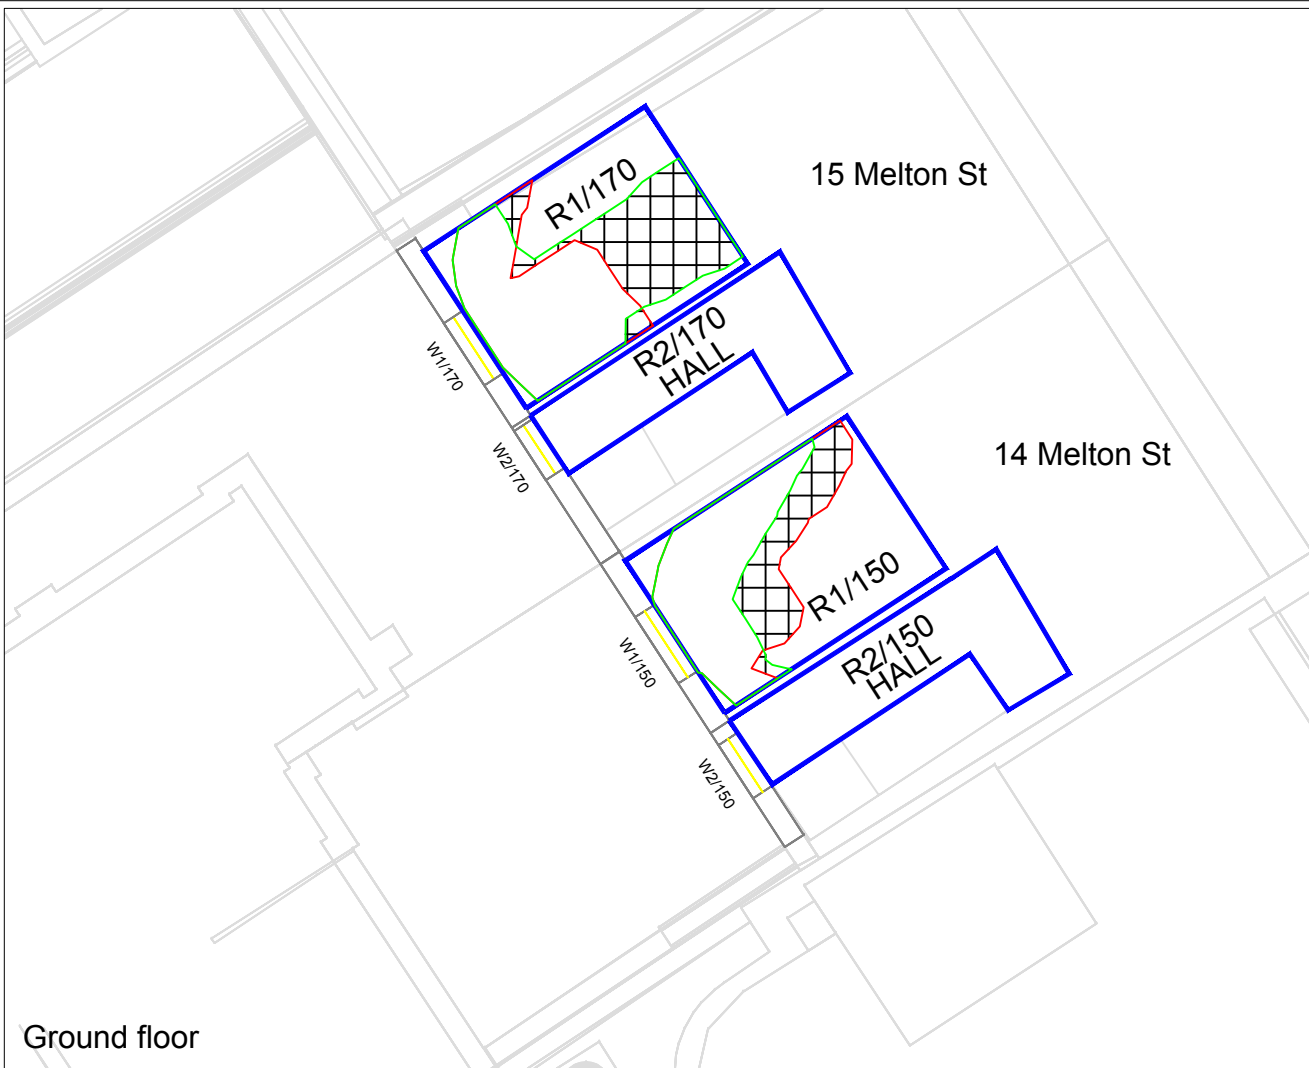 15 Melton St
R1/170
R2/170
HALL
W1/170
W2/170
14 Melton St
R1/150
R2/150
HALL
W1/150
W2/150
Ground floor